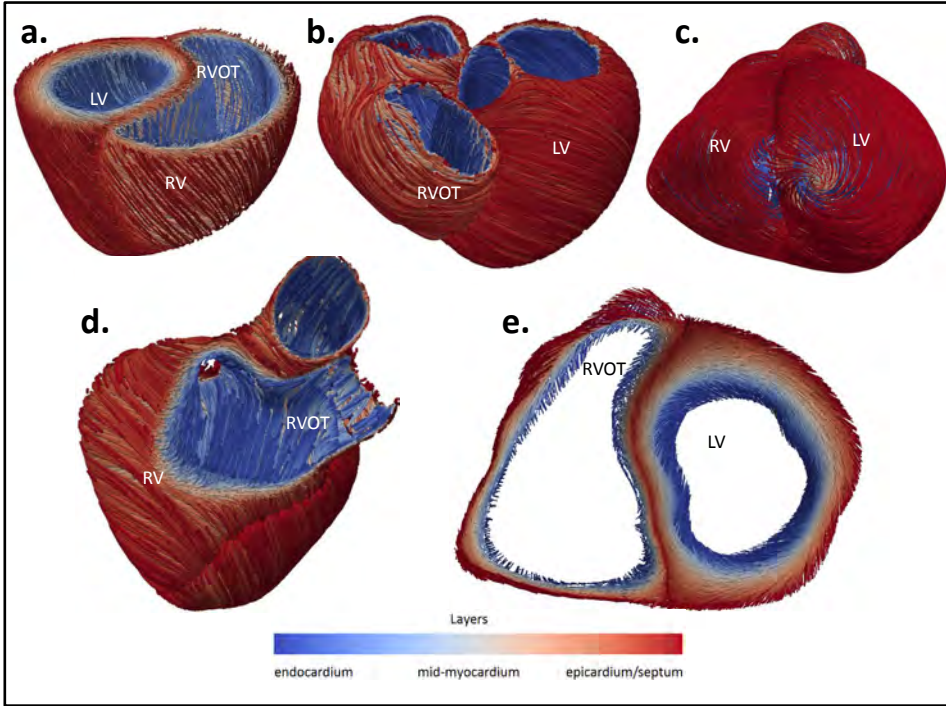 a.
RVOT
LV
RV
b.
RVOT
LV
c.
RV
LV
d.
RVOT
RV
e.
RVOT
LV
Layers
endocardium mid-myocardium epicardium/septum